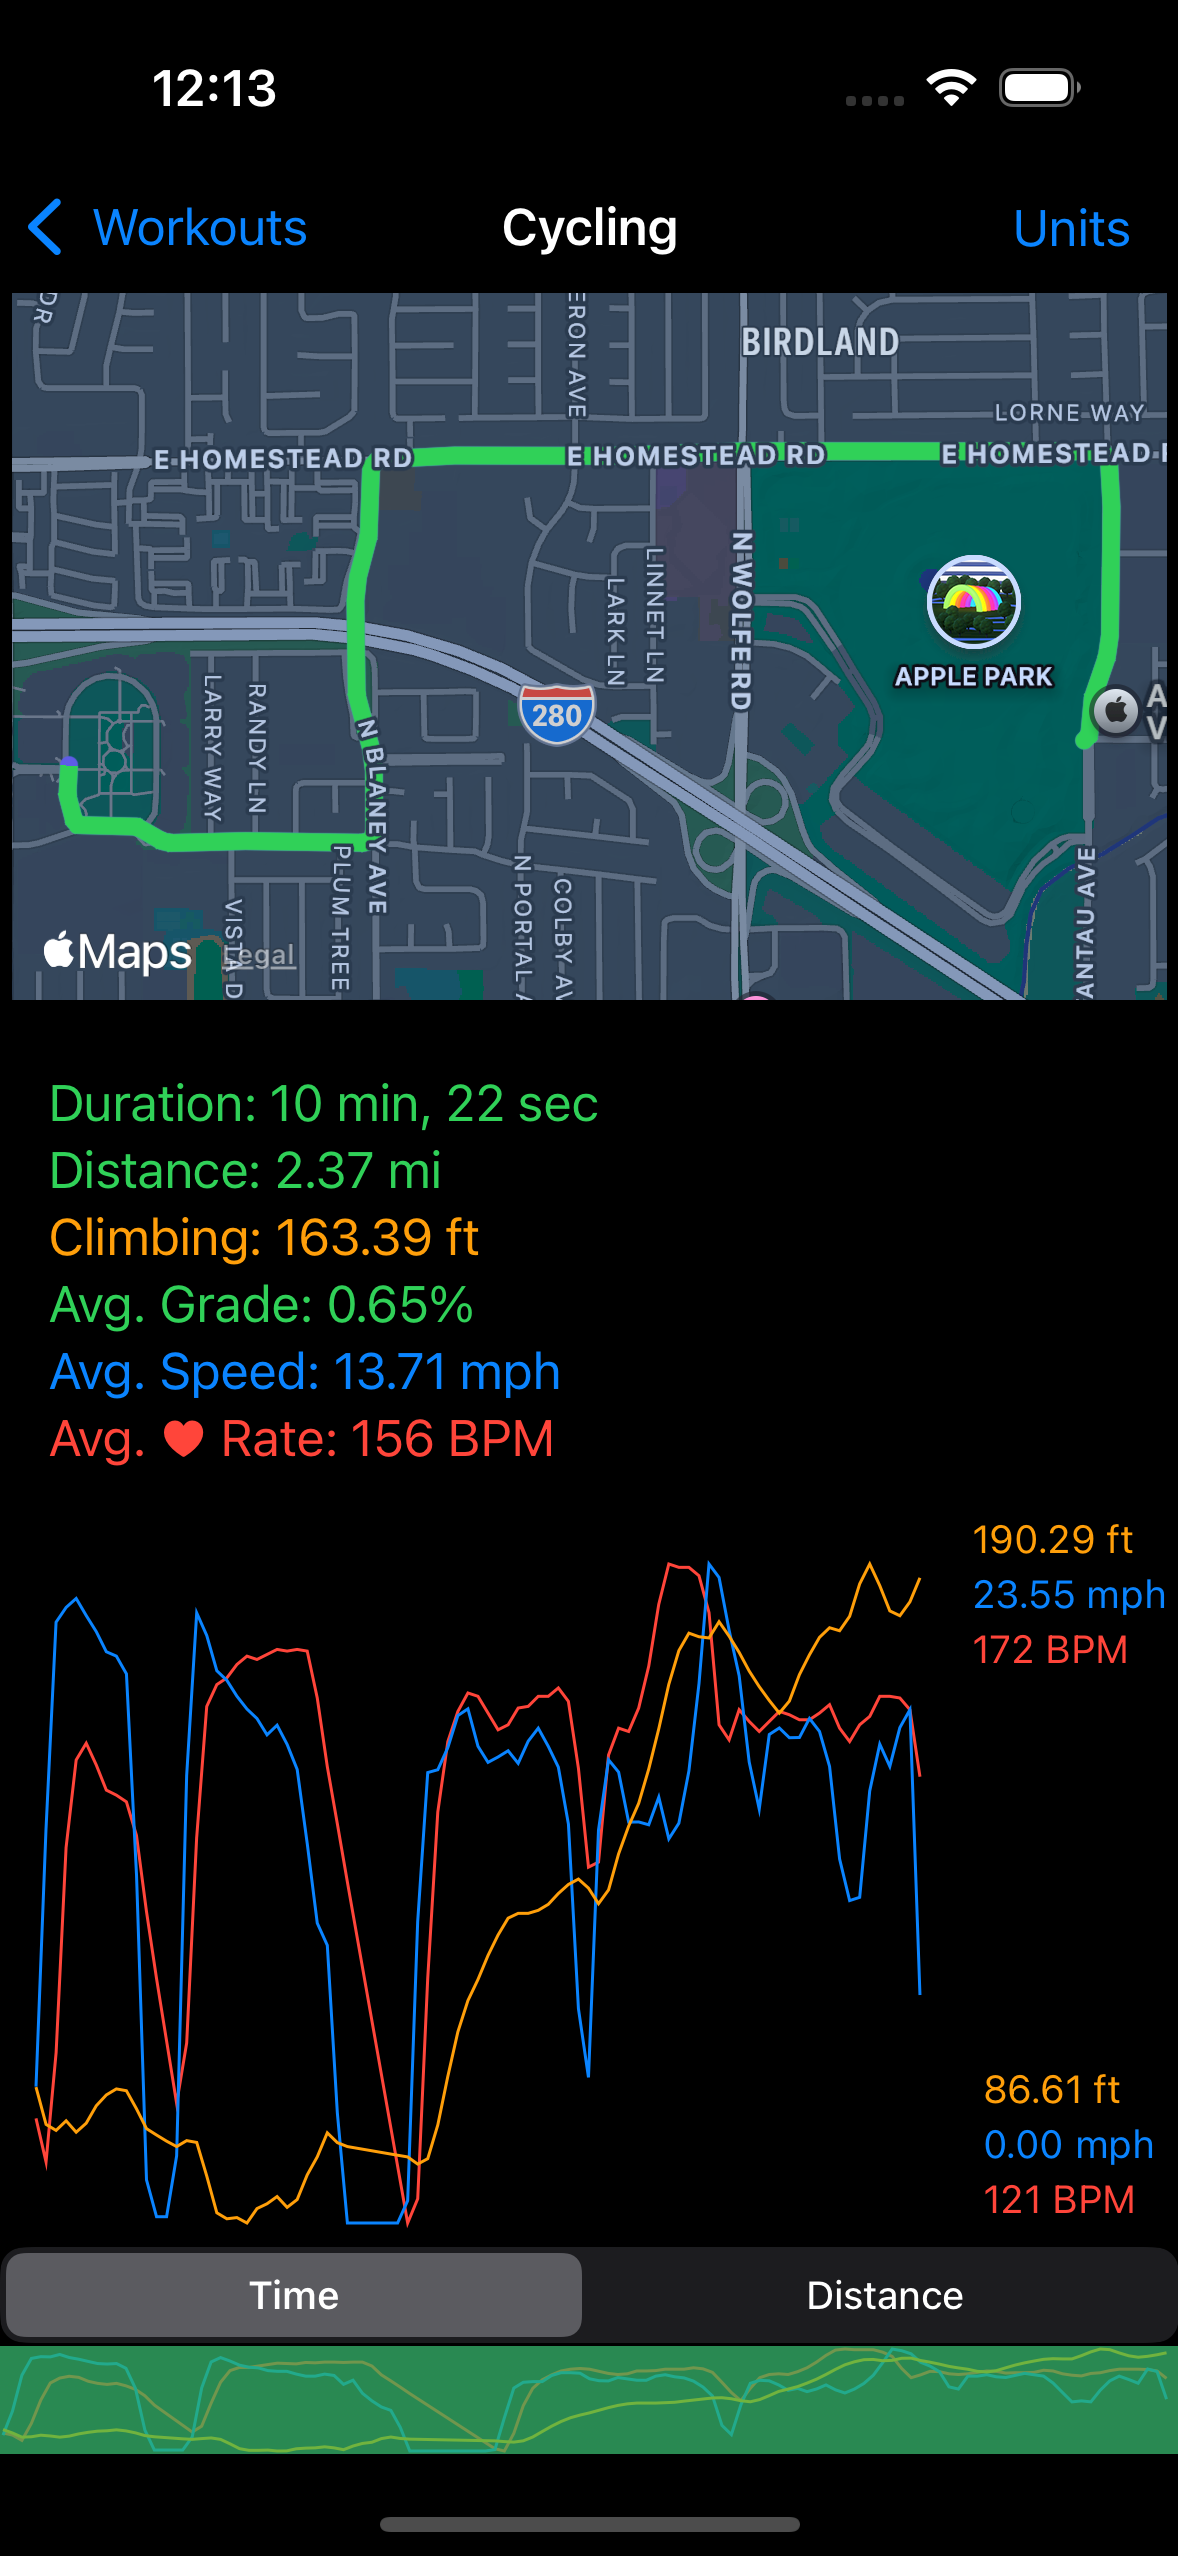 12:13
Workouts
Cycling
Units
DR
ERON AVE
BIRDLAND
LORNE WAY
E HOMESTEAD RD
E HOMESTEAD RD
E HOMESTEAD R
N WOLFE RD
LINNET LN
LARK LN
APPLE PARK
280
A
V
LARRY WAY
RANDY LN
N BLANEY AVE
PLUM TREE
VISTA D
N PORTAL A
COLBY AV
ANTAU AVE
Maps
Legal
Duration: 10 min, 22 sec
Distance: 2.37 mi
Climbing: 163.39 ft
Avg. Grade: 0.65%
Avg. Speed: 13.71 mph
Avg. ♥ Rate: 156 BPM
190.29 ft
23.55 mph
172 BPM
86.61 ft
0.00 mph
121 BPM
Time
Distance